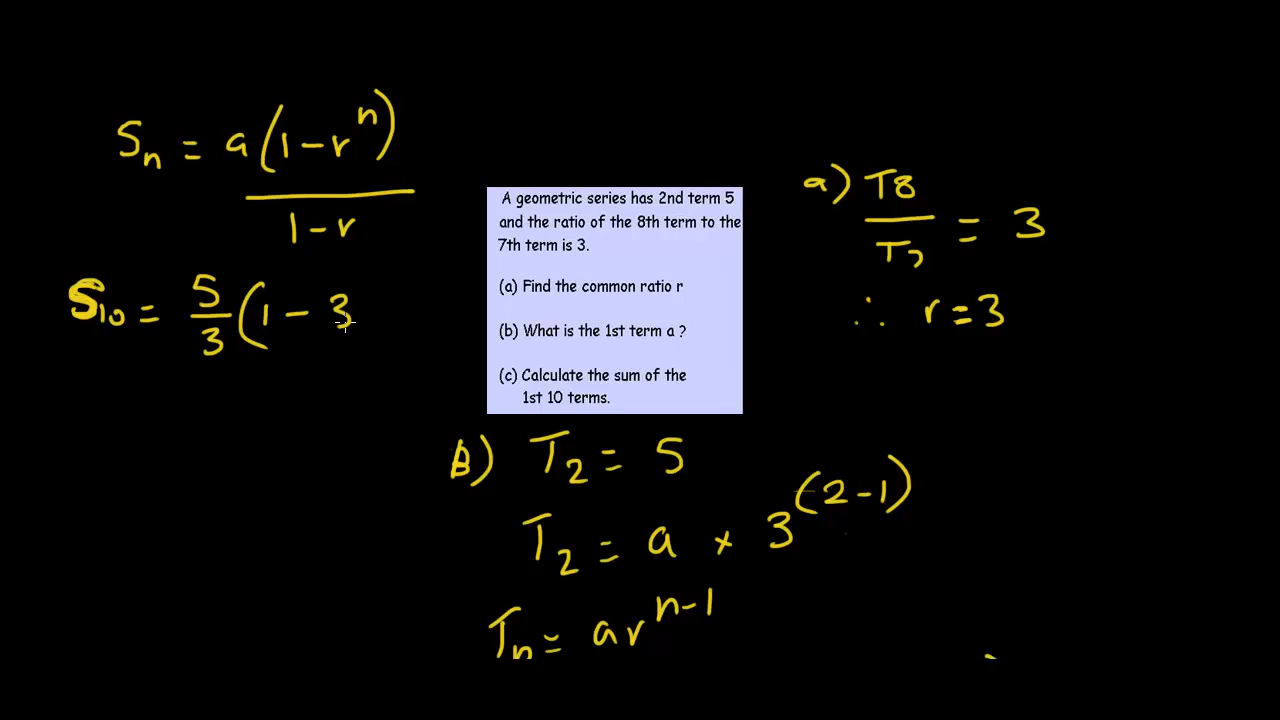 Sn = a(1-r^n)
1-r
S10 = 5/3 (1 - 3
A geometric series has 2nd term 5
and the ratio of the 8th term to the
7th term is 3.
(a) Find the common ratio r
(b) What is the 1st term a ?
(c) Calculate the sum of the
1st 10 terms.
a) T8
T7 = 3
∴ r = 3
B) T2 = 5
T2 = a × 3^(2-1)
Tn = ar^n-1